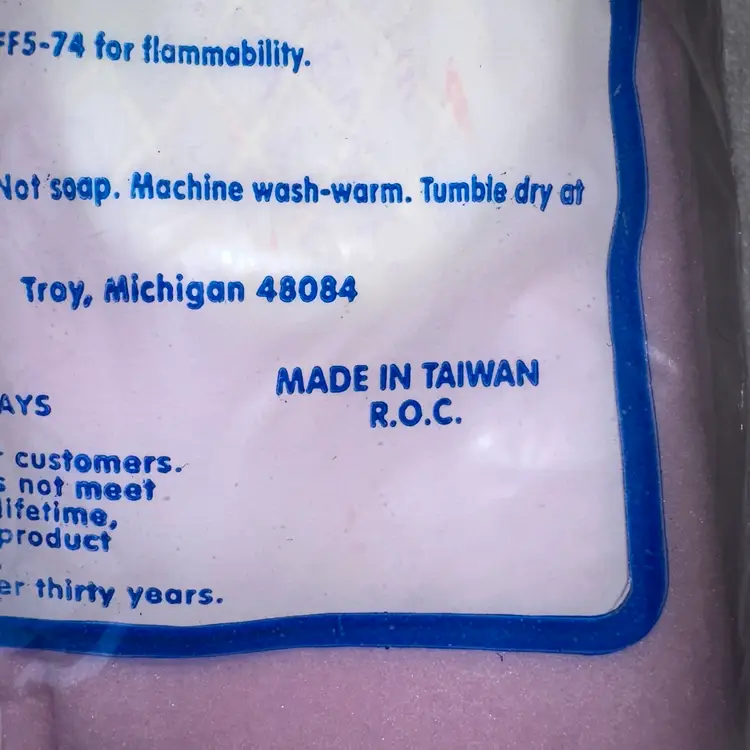 FF5-74 for flammability.
Not soap. Machine wash-warm. Tumble dry at
Troy, Michigan 48084
MADE IN TAIWAN
R.O.C.
AYS
customers.
s not meet
lifetime,
product
er thirty years.